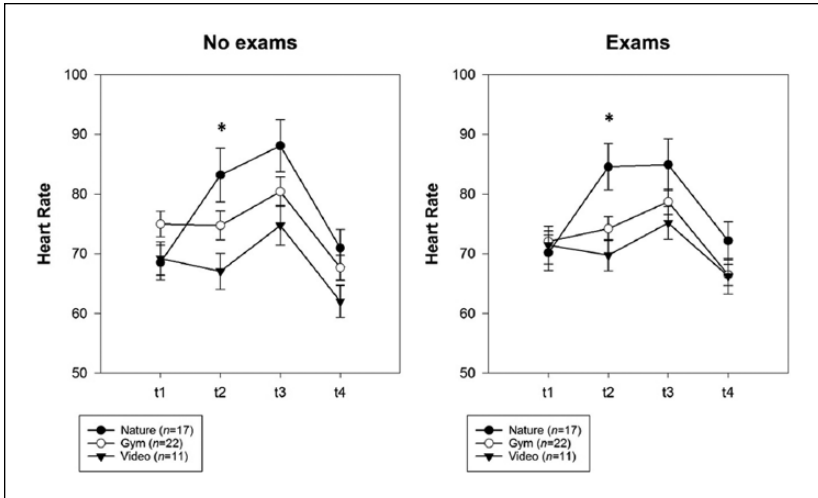 No exams
Exams
100
90
80
70
60
50
Heart Rate
*
t1 t2 t3 t4
Nature (n=17)
Gym (n=22)
Video (n=11)
100
90
80
70
60
50
Heart Rate
*
t1 t2 t3 t4
Nature (n=17)
Gym (n=22)
Video (n=11)